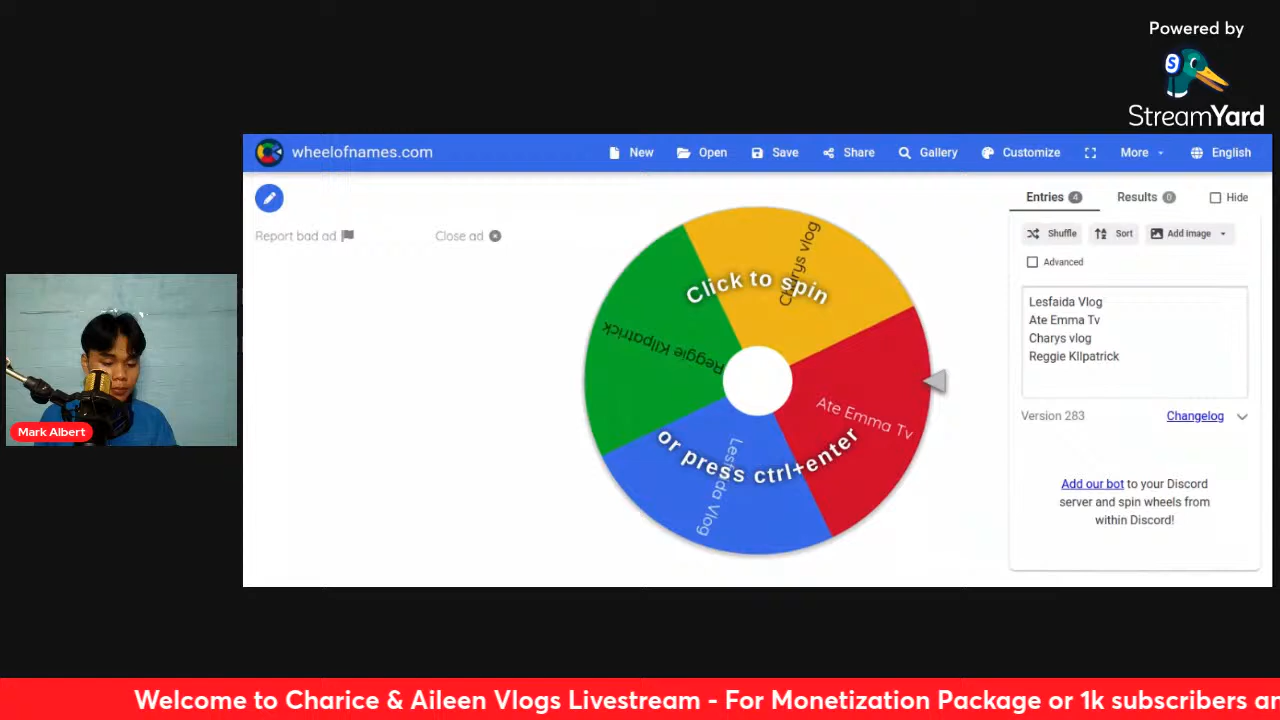 Powered by
StreamYard
wheelofnames.com
New
Open
Save
Share
Gallery
Customize
More
English
Report bad ad
Close ad
Entries 4
Results 0
Hide
Shuffle
Sort
Add image
Advanced
Lesfaida Vlog
Ate Emma Tv
Charys vlog
Reggie KIlpatrick
Version 283
Changelog
Add our bot to your Discord
server and spin wheels from
within Discord!
Click to spin
or press ctrl+enter
Charys vlog
Reggie KIlpatrick
Ate Emma Tv
Lesfaida Vlog
Mark Albert
Welcome to Charice & Aileen Vlogs Livestream - For Monetization Package or 1k subscribers an